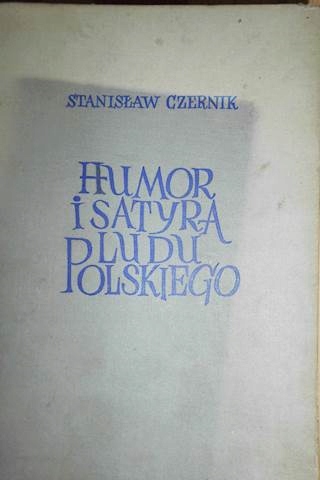 STANISŁAW CZERNIK
HUMOR
I SATYRA
LUDU
POLSKIEGO